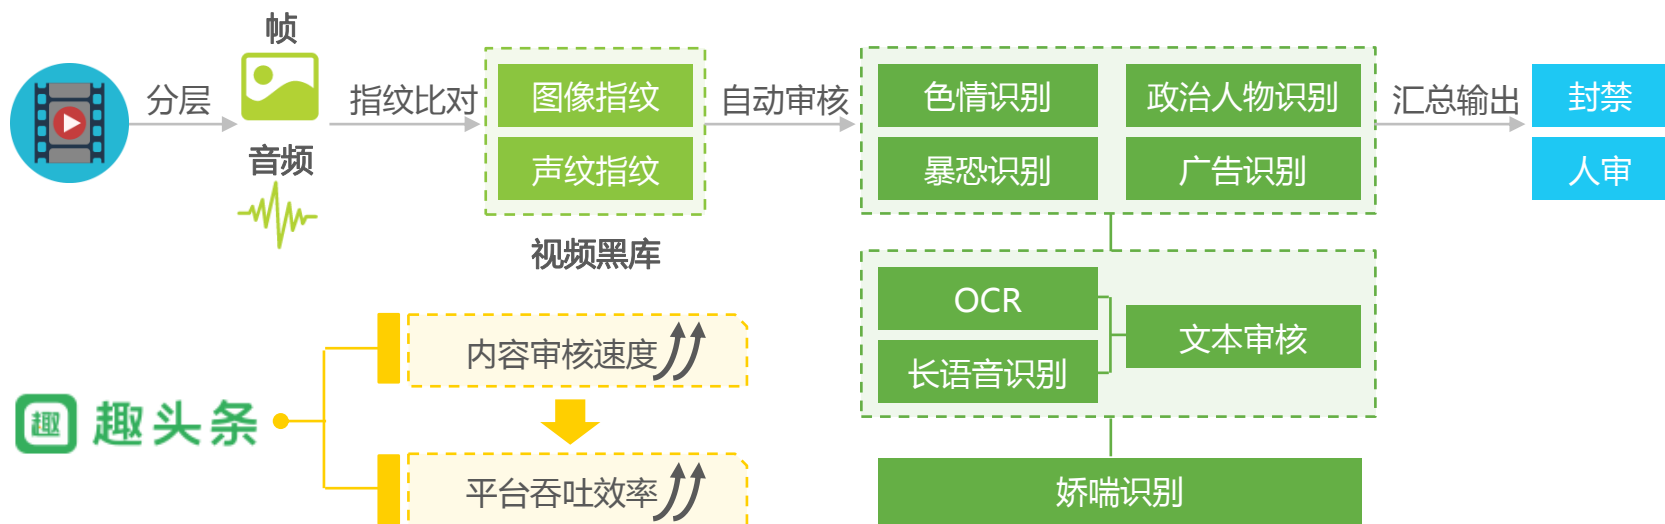 帧
分层
音频
指纹比对
图像指纹
声纹指纹
视频黑库
自动审核
色情识别
政治人物识别
暴恐识别
广告识别
汇总输出
封禁
人审
OCR
长语音识别
文本审核
娇喘识别
趣 趣头条
内容审核速度
平台吞吐效率